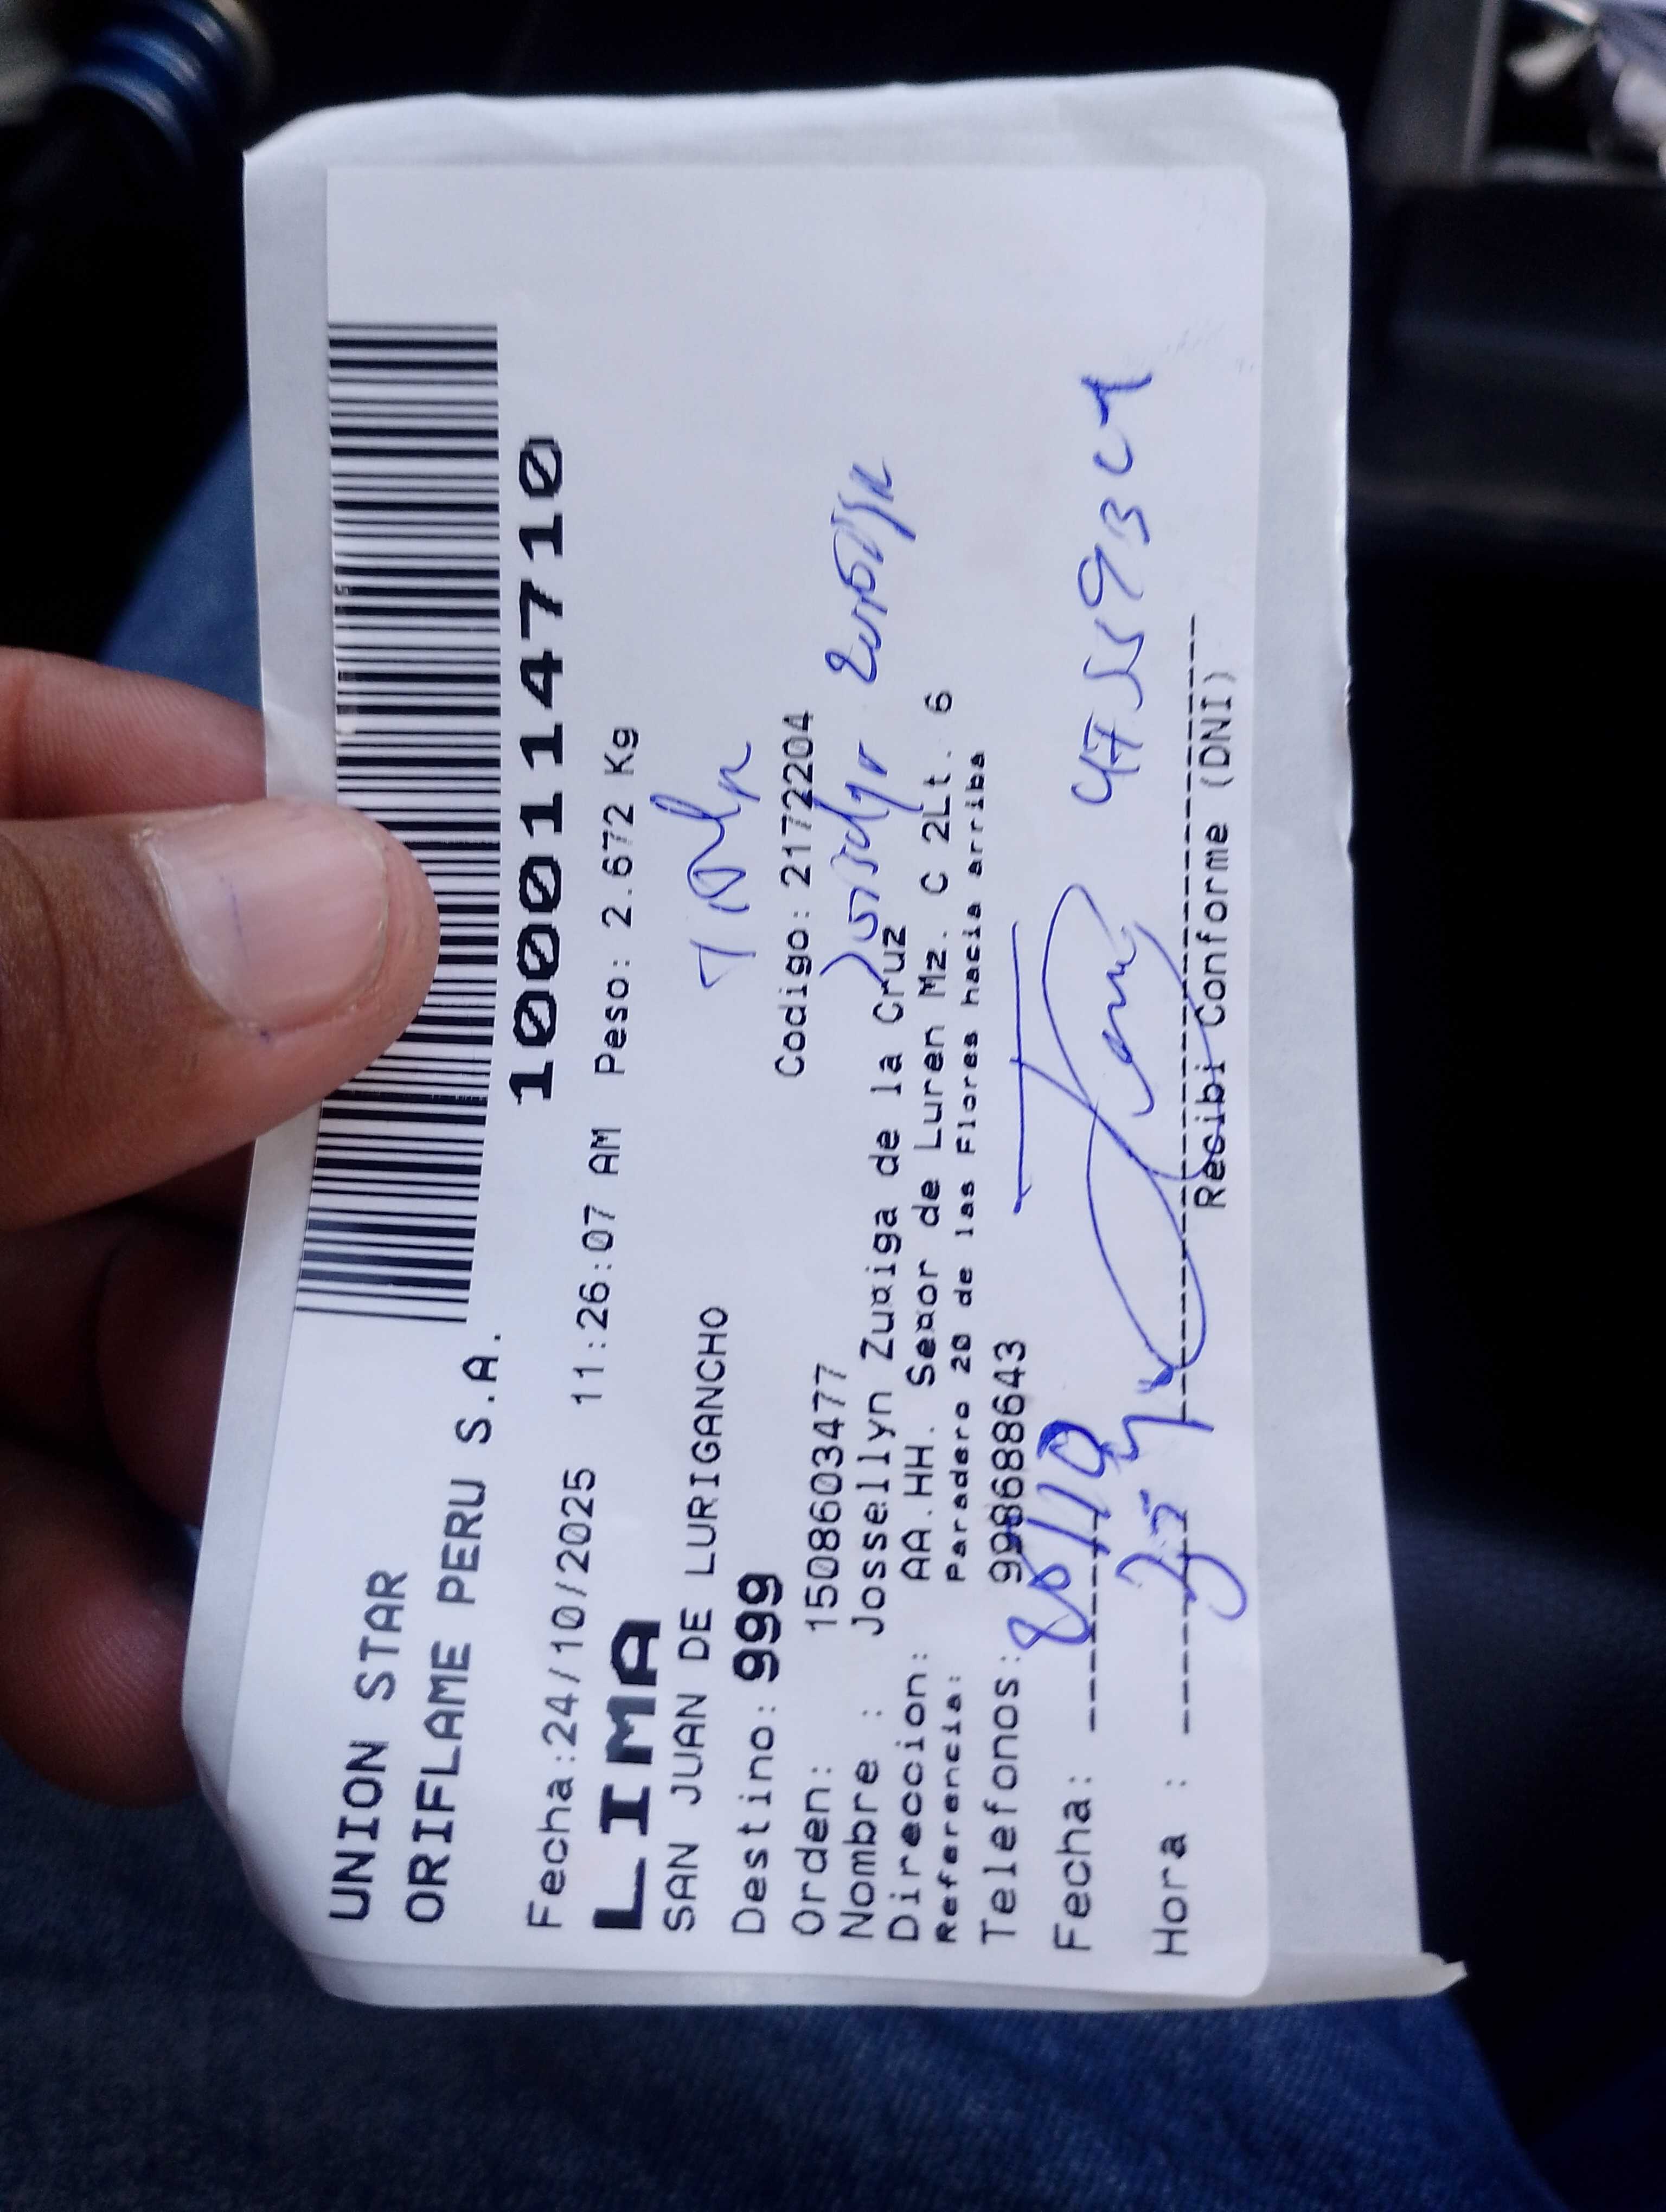 UNION STAR
ORIFLAME PERU S.A.
10001114710
Fecha:24/10/2025 11:26:07 AM Peso: 2.672 Kg
LIMA
SAN JUAN DE LURIGANCHO
Destino: 999
Orden: 1508603477 Codigo: 2172204
Nombre : Jossellyn Zuñiga de la Cruz
Direccion: AA.HH. Señor de Luren Mz. C 2Lt. 6
Referencia: Paradero 20 de las Flores hacia arriba
Telefonos: 998688643
Fecha:
Hora :
Recibi Conforme (DNI)